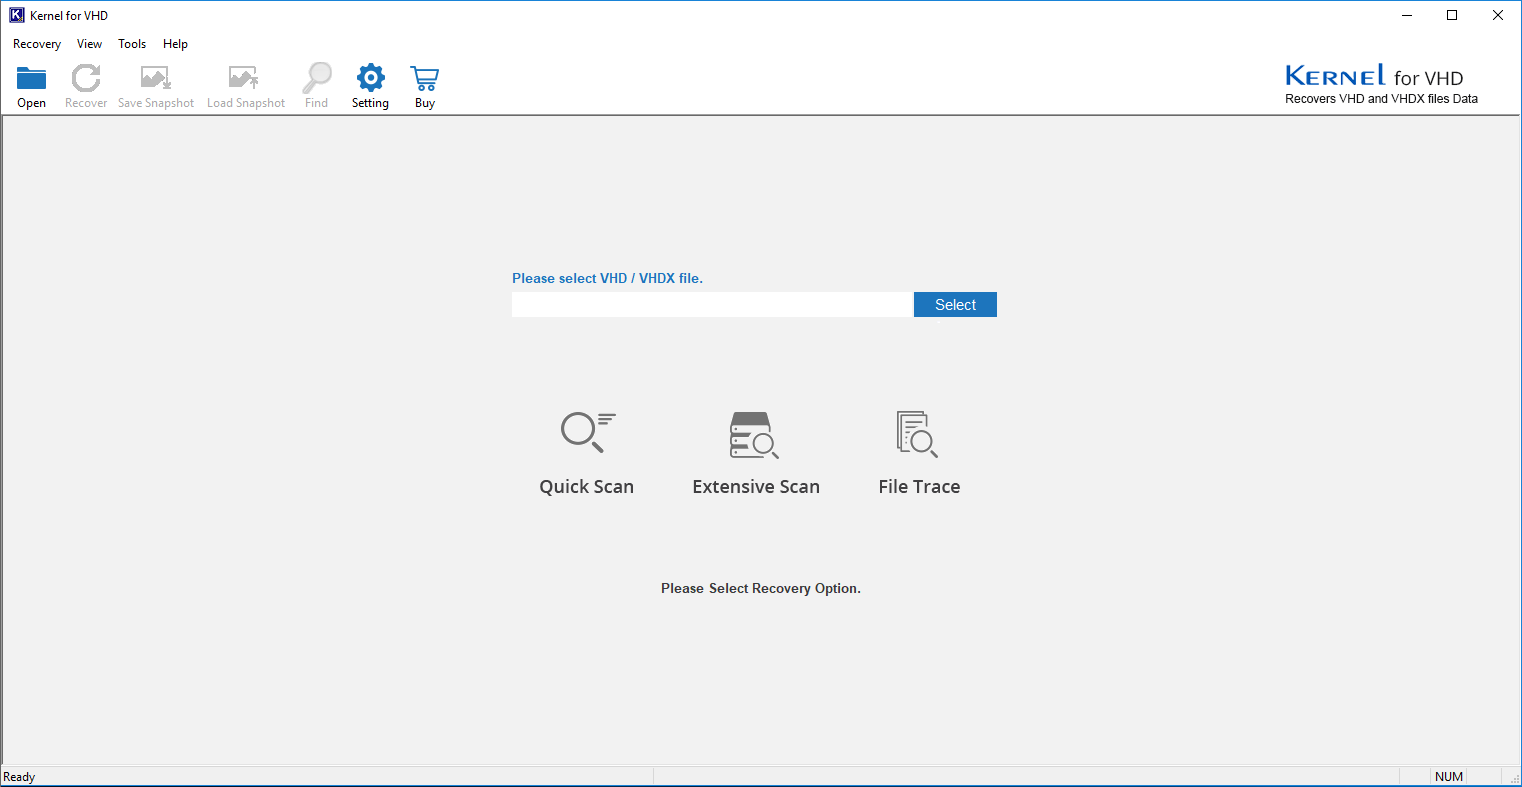 Kernel for VHD
Recovery View Tools Help
Open Recover Save Snapshot Load Snapshot Find Setting Buy
KERNEL for VHD
Recovers VHD and VHDX files Data
Please select VHD / VHDX file.
Select
Quick Scan Extensive Scan File Trace
Please Select Recovery Option.
Ready NUM